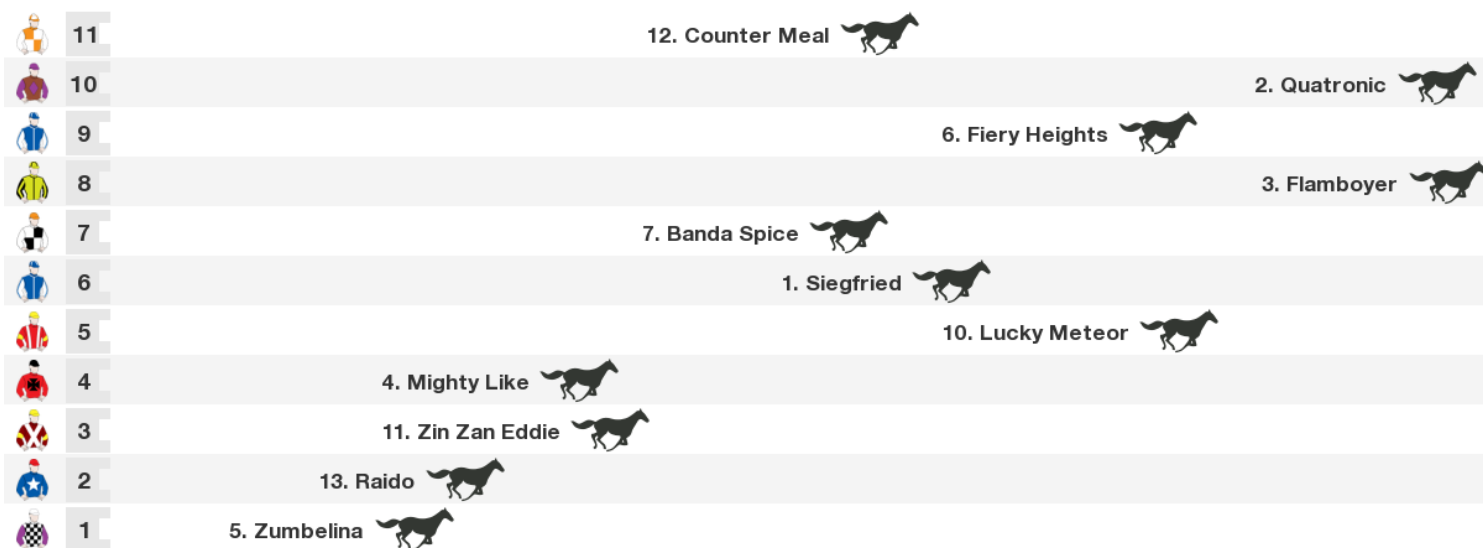 11 12. Counter Meal
10 2. Quatronic
9 6. Fiery Heights
8 3. Flamboyer
7 7. Banda Spice
6 1. Siegfried
5 10. Lucky Meteor
4 4. Mighty Like
3 11. Zin Zan Eddie
2 13. Raido
1 5. Zumbelina